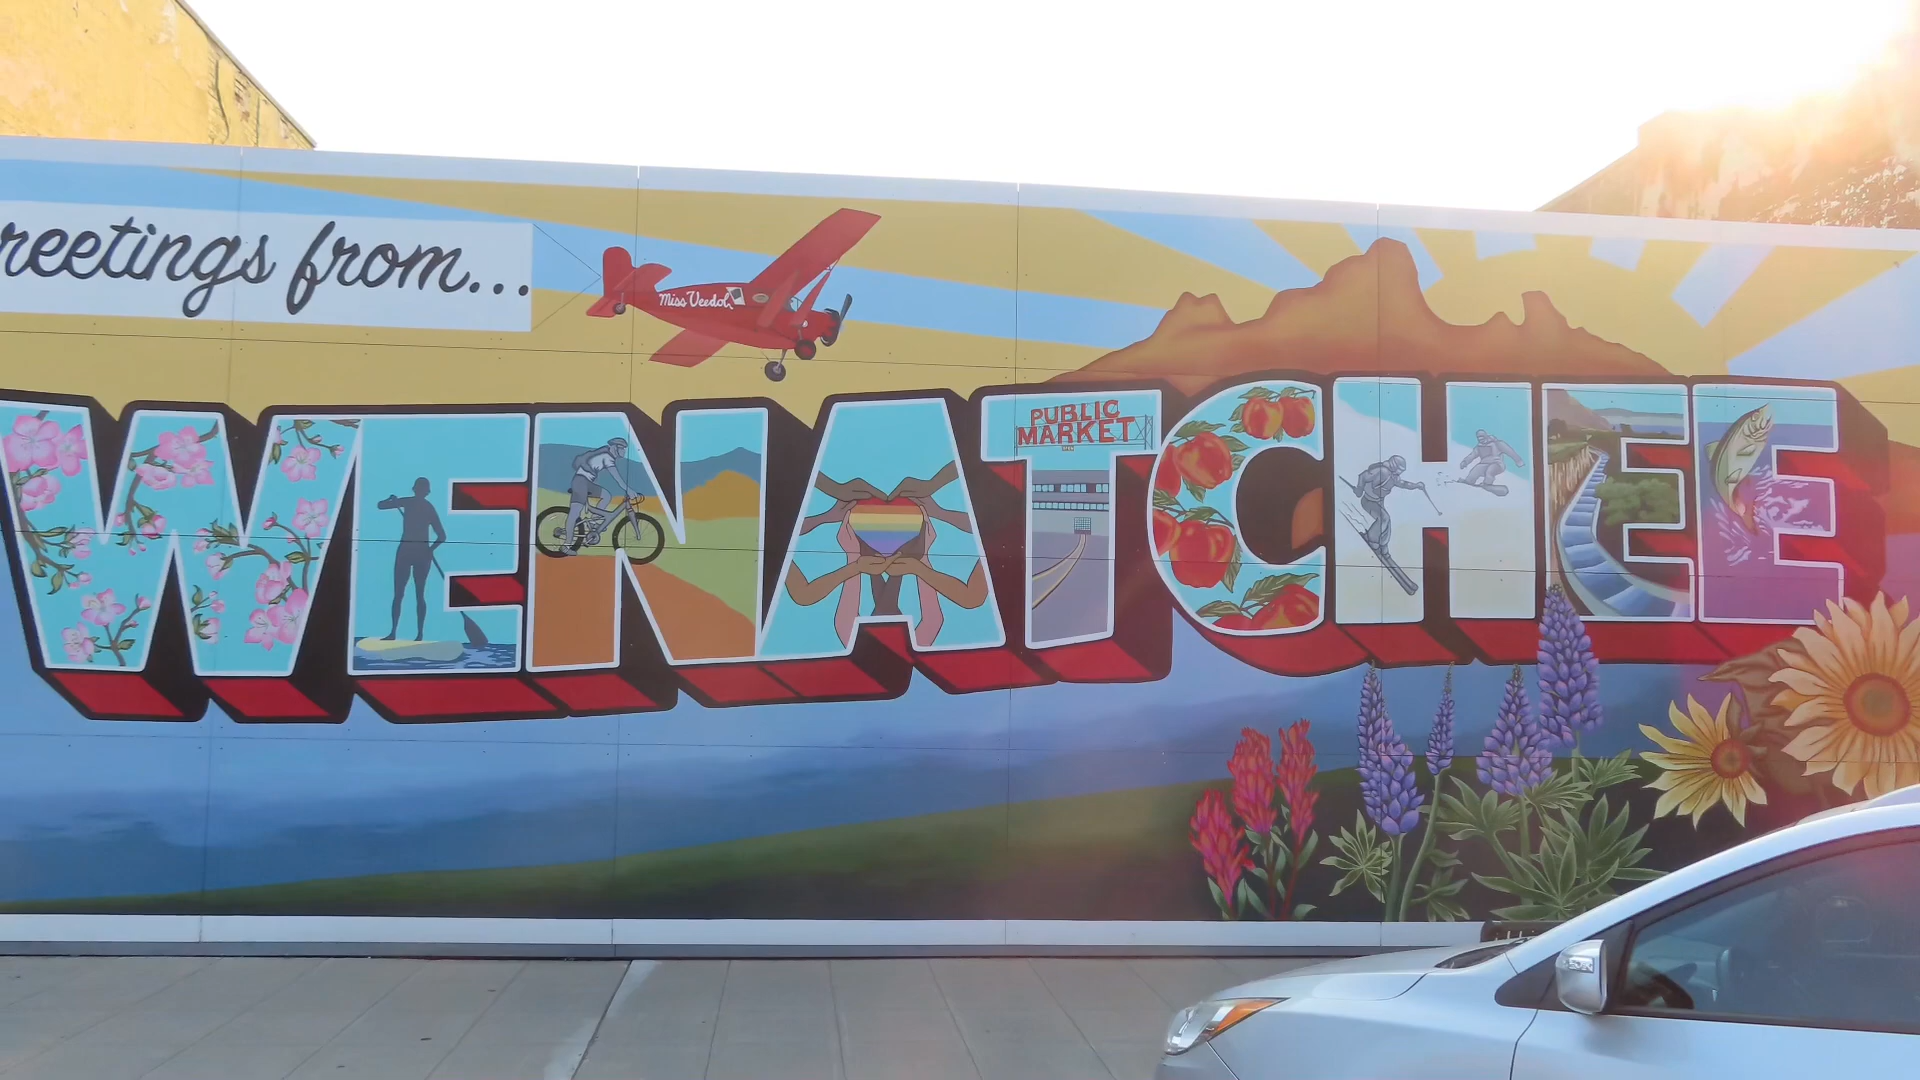 reetings from...
Miss Veedol
WENATCHEE
PUBLIC
MARKET